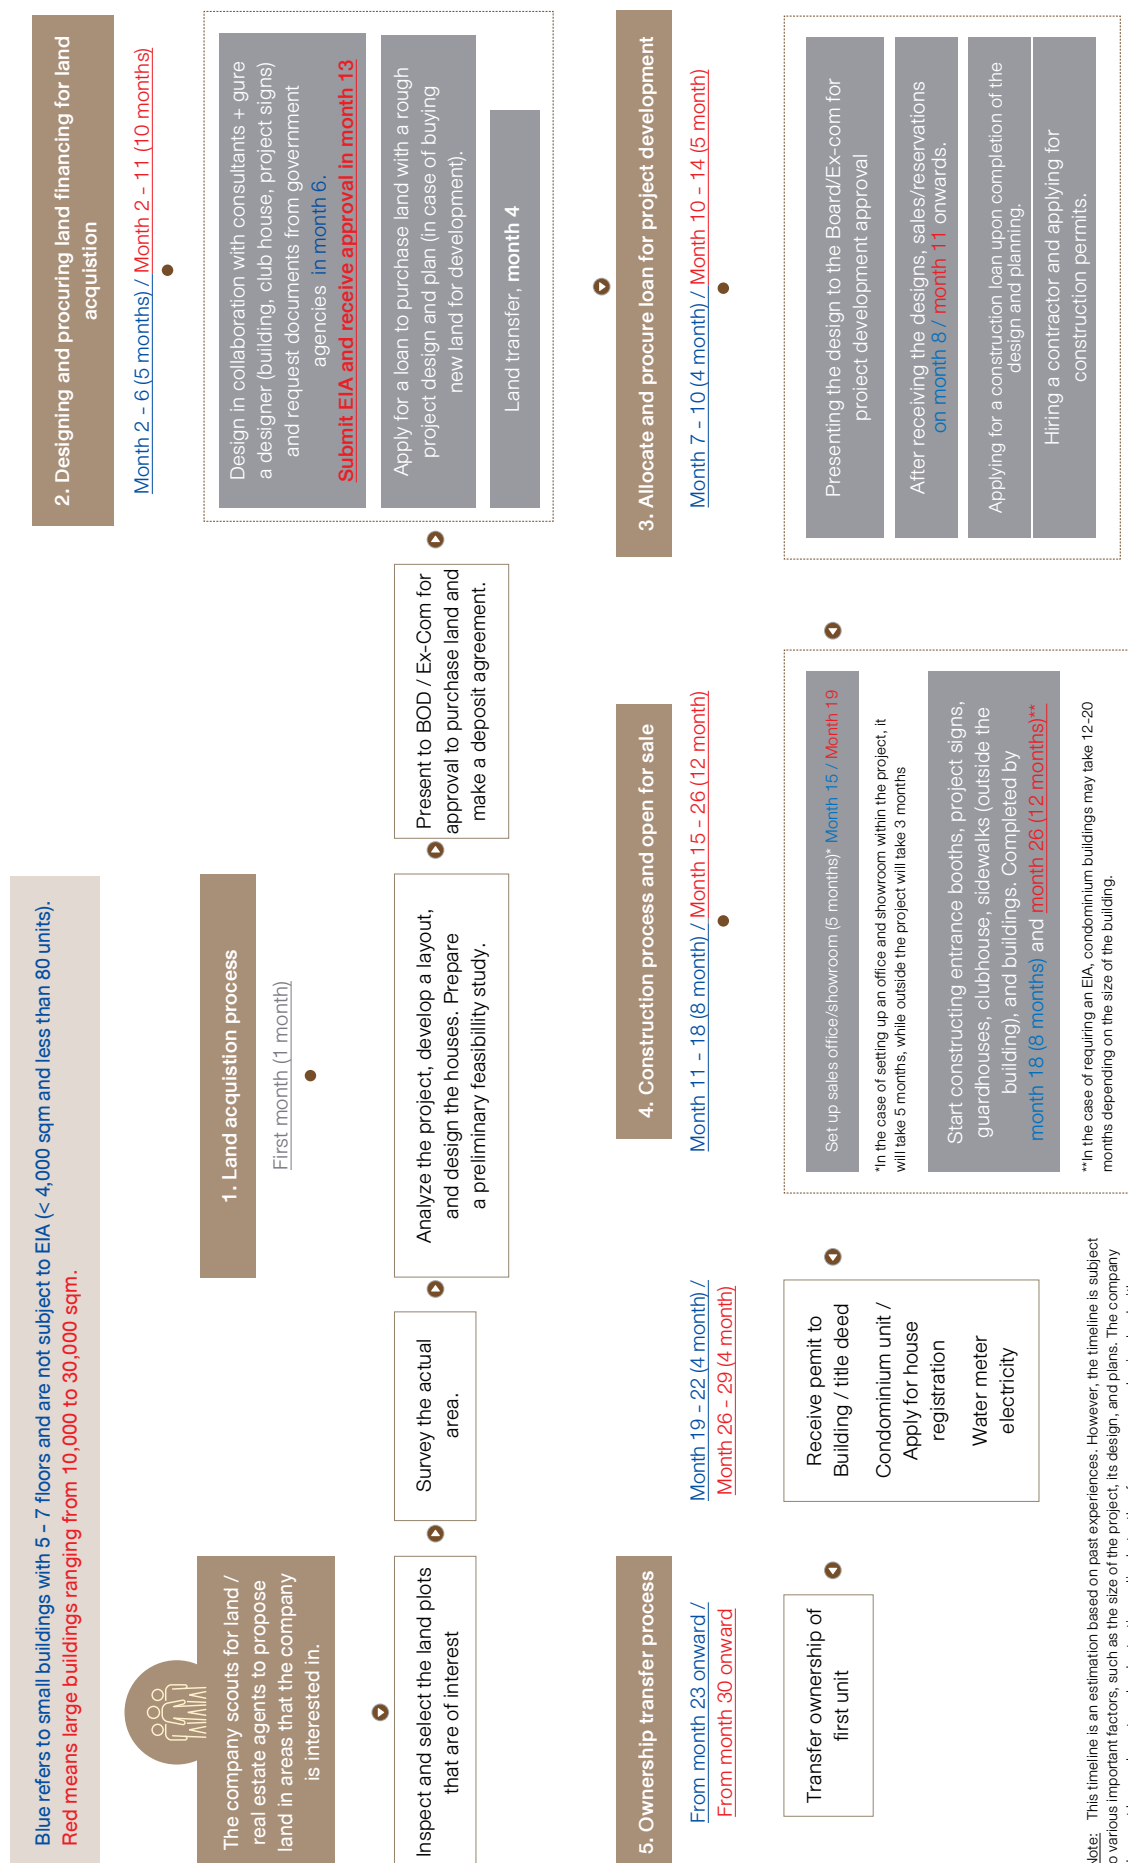 Blue refers to small buildings with 5 - 7 floors and are not subject to EIA (< 4,000 sqm and less than 80 units).
Red means large buildings ranging from 10,000 to 30,000 sqm.
The company scouts for land /
real estate agents to propose
land in areas that the company
is interested in.
Inspect and select the land plots
that are of interest
Survey the actual
area.
1. Land acquistion process
First month (1 month)
Analyze the project, develop a layout,
and design the houses. Prepare
a preliminary feasibillity study.
Present to BOD / Ex-Com for
approval to purchase land and
make a deposit agreement.
2. Designing and procuring land financing for land
acquistion
Month 2 - 6 (5 months) / Month 2 - 11 (10 months)
Design in collaboration with consultants + gure
a designer (building, club house, project signs)
and request documents from government
agencies in month 6.
Submit EIA and receive approval in month 13
Apply for a loan to purchase land with a rough
project design and plan (in case of buying
new land for development).
Land transfer, month 4
3. Allocate and procure loan for project development
Month 7 - 10 (4 month) / Month 10 - 14 (5 month)
Presenting the design to the Board/Ex-com for
project development approval
After receiving the designs, sales/reservations
on month 8 / month 11 onwards.
Applying for a construction loan upon completion of the
design and planning.
Hiring a contractor and applying for
construction permits.
4. Construction process and open for sale
Month 11 - 18 (8 month) / Month 15 - 26 (12 month)
Set up sales office/showroom (5 months)* Month 15 / Month 19
*In the case of setting up an office and showroom within the project, it
will take 5 months, while outside the project will take 3 months
Start constructing entrance booths, project signs,
guardhouses, clubhouse, sidewalks (outside the
building), and buildings. Completed by
month 18 (8 months) and month 26 (12 months)**
**In the case of requiring an EIA, condominium buildings may take 12-20
months depending on the size of the building.
Month 19 - 22 (4 month) /
Month 26 - 29 (4 month)
Receive pemit to
Building / title deed
Condominium unit /
Apply for house
registration
Water meter
electricity
5. Ownership transfer process
From month 23 onward /
From month 30 onward
Transfer ownership of
first unit
Note: This timeline is an estimation based on past experiences. However, the timeline is subject
to various important factors, such as the size of the project, its design, and plans. The company